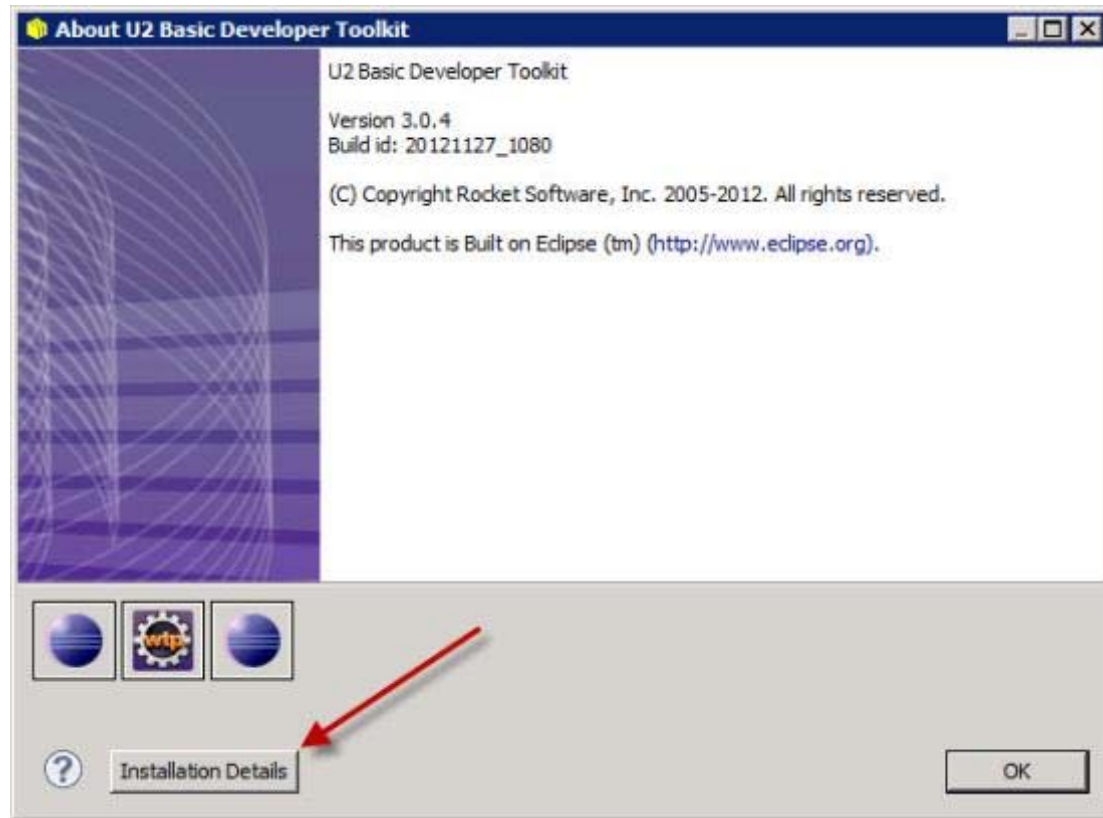 About U2 Basic Developer Toolkit
U2 Basic Developer Toolkit
Version 3.0.4
Build id: 20121127_1080
(C) Copyright Rocket Software, Inc. 2005-2012. All rights reserved.
This product is Built on Eclipse (tm) (http://www.eclipse.org).
wtp
?
Installation Details
OK